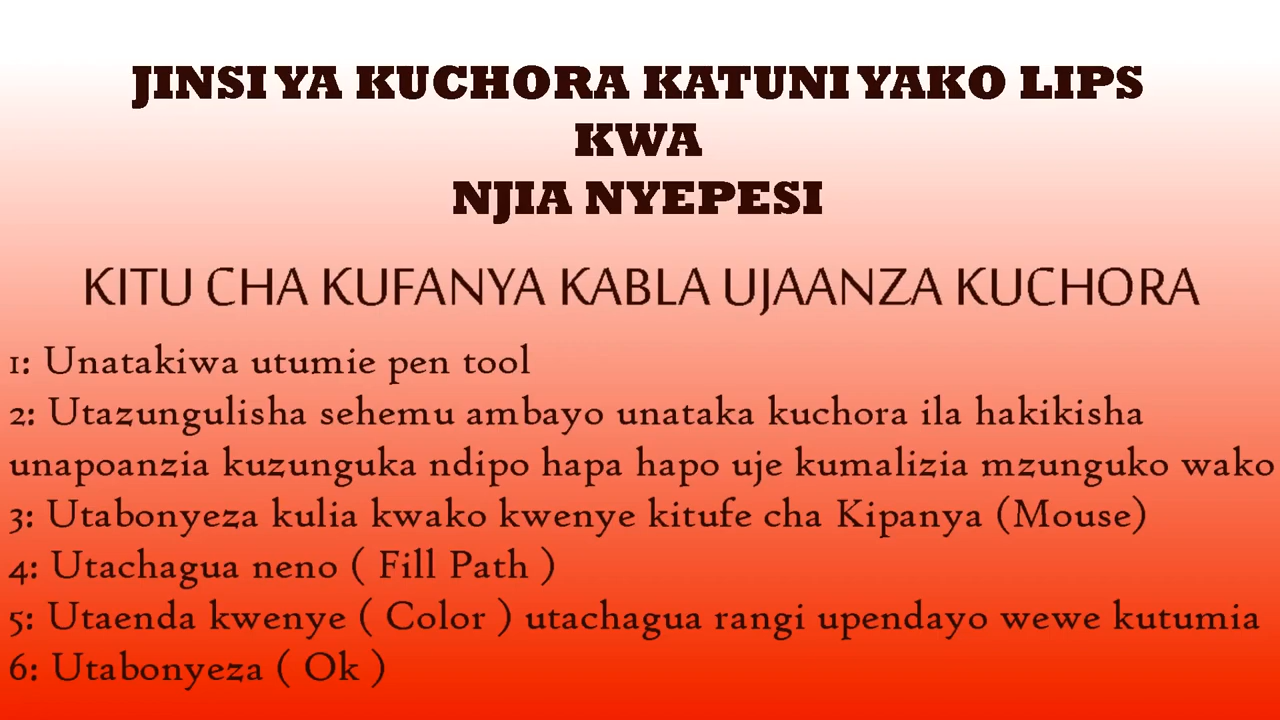 JINSI YA KUCHORA KATUNI YAKO LIPS
KWA
NJIA NYEPESI
KITU CHA KUFANYA KABLA UJAANZA KUCHORA
1: Unatakiwa utumie pen tool
2: Utazungulisha sehemu ambayo unataka kuchora ila hakikisha
unapoanzia kuzunguka ndipo hapa hapo uje kumalizia mzunguko wako
3: Utabonyeza kulia kwako kwenye kitufe cha Kipanya (Mouse)
4: Utachagua neno ( Fill Path )
5: Utaenda kwenye ( Color ) utachagua rangi upendayo wewe kutumia
6: Utabonyeza ( Ok )